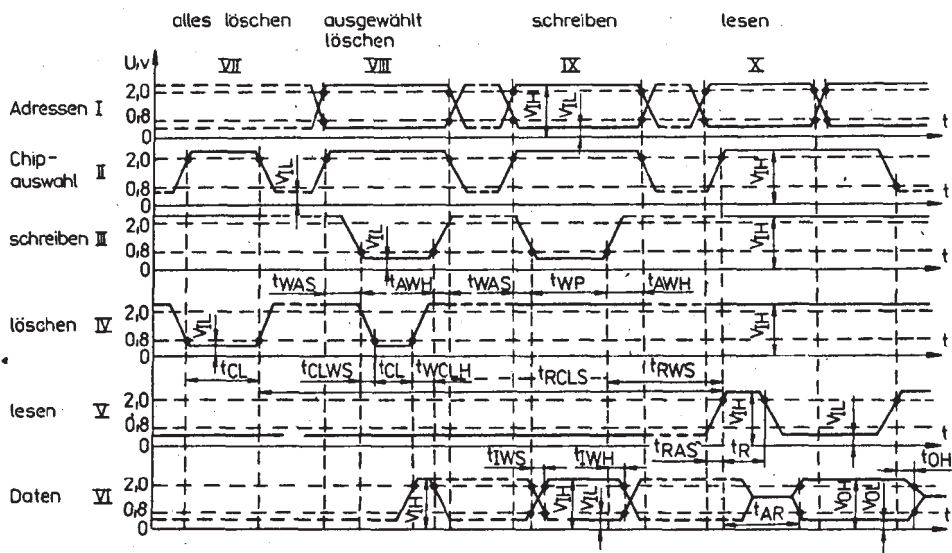 alles löschen ausgewählt löschen schreiben lesen
U,v VII VIII IX X
Adressen I 2,0 0,8 0 VIH VIL t
Chip-auswahl II 2,0 0,8 0 VIL VIH t
schreiben III 2,0 0,8 0 VIL VIH t
tWAS tAWH tWAS tWP tAWH
löschen IV 2,0 0,8 0 VIL VIH t
tCL tCLWS tCL tWCLH tRCLS tRWS
lesen V 2,0 0,8 0 VIH VIL t
tIWS tIWH tRAS tR tOH
Daten VI 2,0 0,8 0 VIH VIH VIL VOH VOL t
tAR